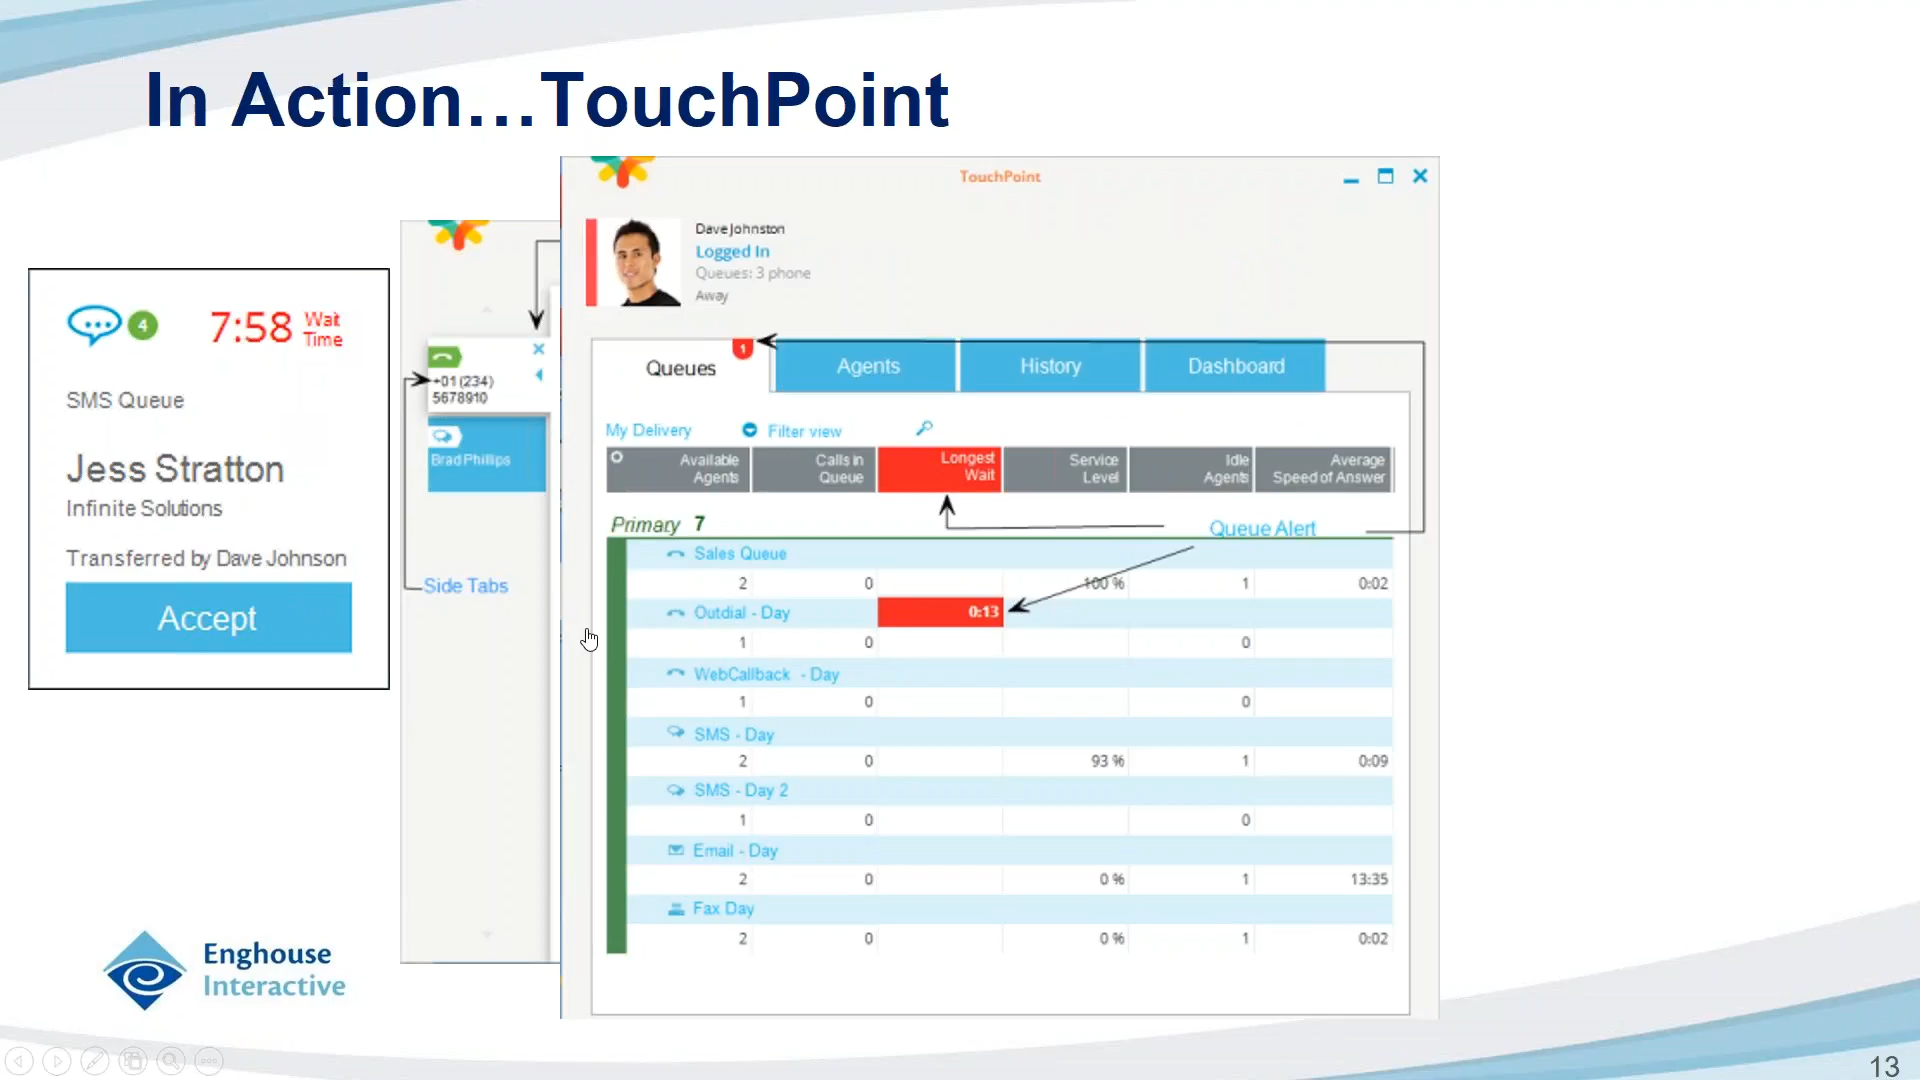 In Action…TouchPoint
4
7:58 Wait Time
SMS Queue
Jess Stratton
Infinite Solutions
Transferred by Dave Johnson
Accept
+01 (234)
5678910
Brad Phillips
Side Tabs
TouchPoint
Dave Johnston
Logged In
Queues: 3 phone
Away
Queues 1 Agents History Dashboard
My Delivery Filter view
Available Agents Calls in Queue Longest Wait Service Level Idle Agents Average Speed of Answer
Primary 7
Queue Alert
Sales Queue
2 0 100 % 1 0:02
Outdial - Day 0:13
1 0 0
WebCallback - Day
1 0 0
SMS - Day
2 0 93 % 1 0:09
SMS - Day 2
1 0 0
Email - Day
2 0 0 % 1 13:35
Fax Day
2 0 0 % 1 0:02
Enghouse
Interactive
13